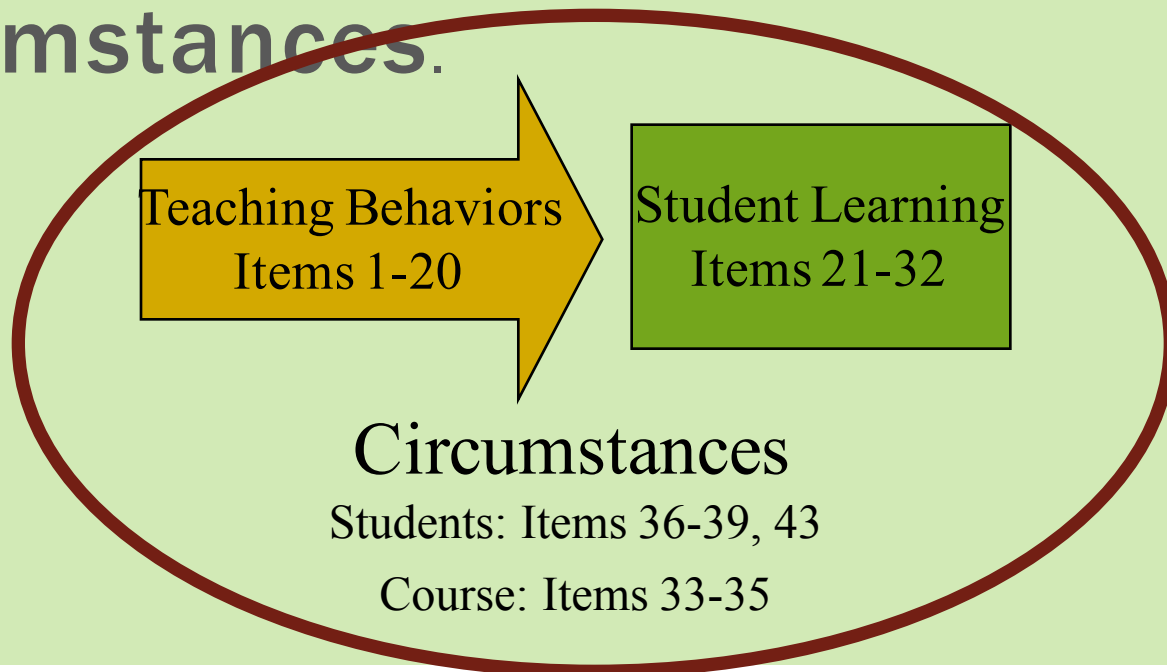 mstances.
Teaching Behaviors
Items 1-20
Student Learning
Items 21-32
Circumstances
Students: Items 36-39, 43
Course: Items 33-35